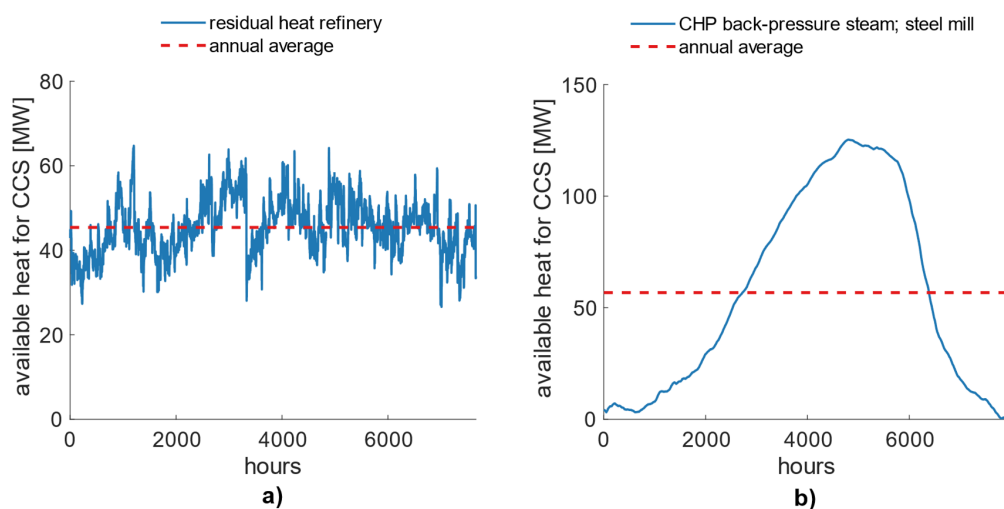 residual heat refinery
annual average
available heat for CCS [MW]
80
60
40
20
0
0 2000 4000 6000
hours
a)
CHP back-pressure steam; steel mill
annual average
available heat for CCS [MW]
150
100
50
0
0 2000 4000 6000
hours
b)